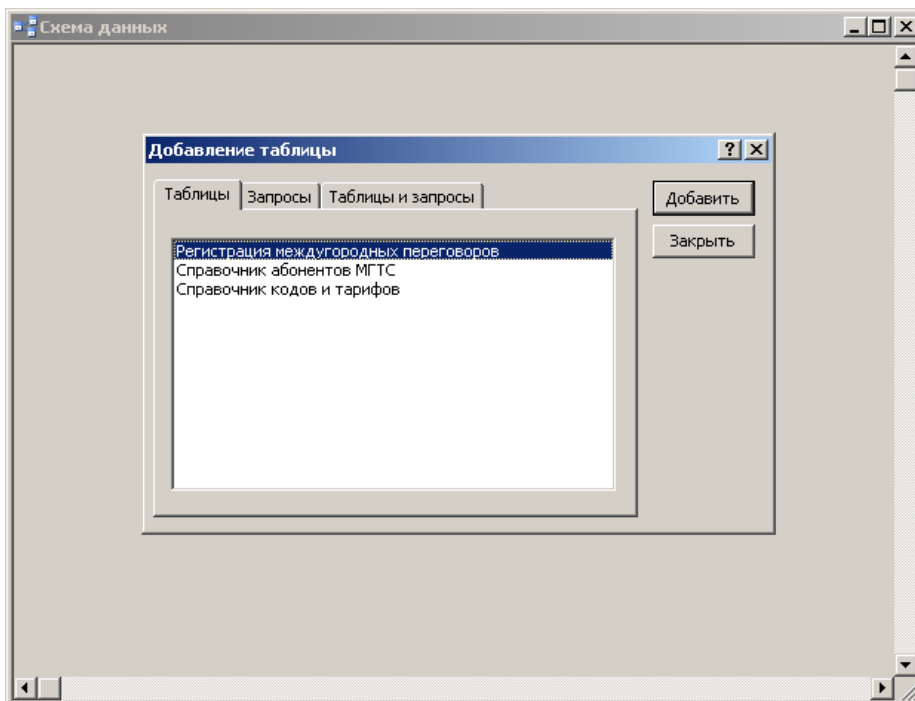 Схема данных
Добавление таблицы
Таблицы Запросы Таблицы и запросы
Добавить
Закрыть
Регистрация междугородных переговоров
Справочник абонентов МГТС
Справочник кодов и тарифов